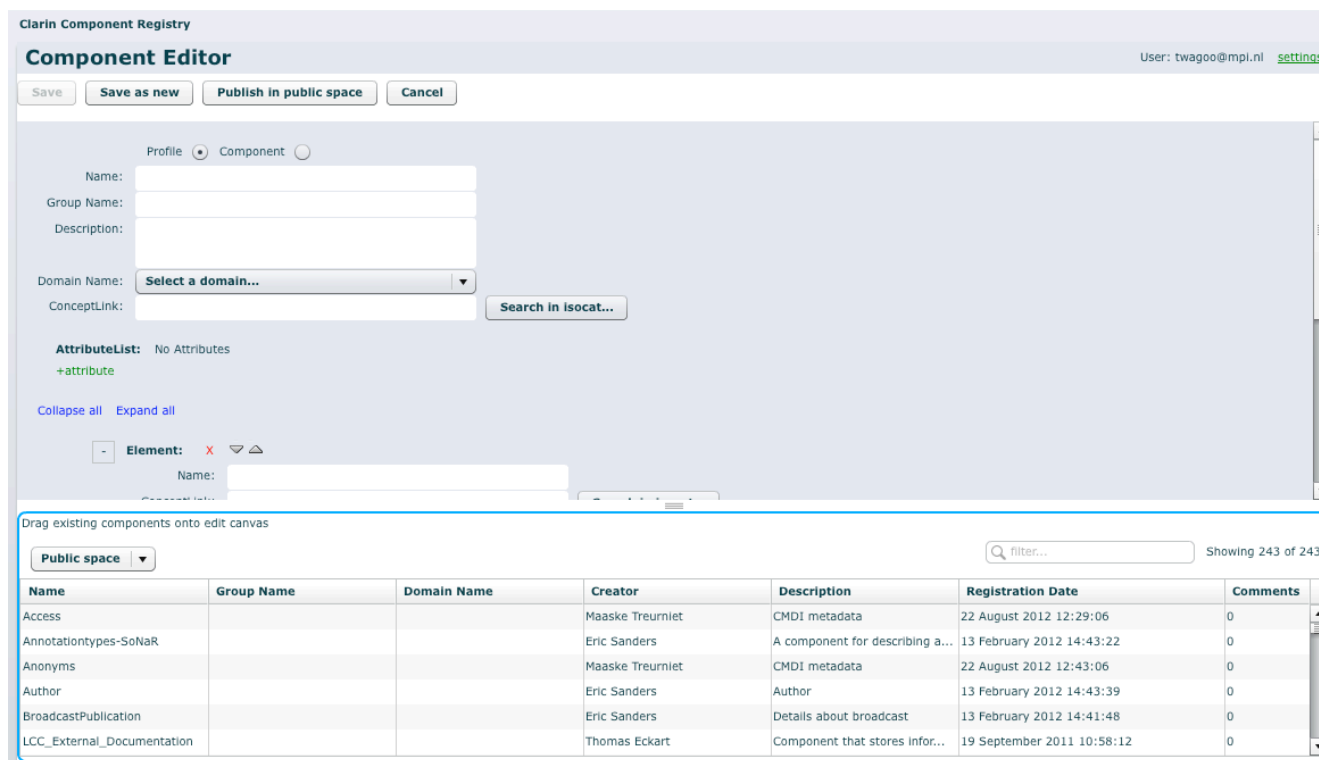 Clarin Component Registry
Component Editor
User: twagoo@mpi.nl settings
Save Save as new Publish in public space Cancel
Profile Component
Name:
Group Name:
Description:
Domain Name: Select a domain...
ConceptLink: Search in isocat...
AttributeList: No Attributes
+attribute
Collapse all Expand all
- Element: X
Name:
Drag existing components onto edit canvas
Public space filter... Showing 243 of 243
Name Group Name Domain Name Creator Description Registration Date Comments
Access Maaske Treurniet CMDI metadata 22 August 2012 12:29:06 0
Annotationtypes-SoNaR Eric Sanders A component for describing a... 13 February 2012 14:43:22 0
Anonyms Maaske Treurniet CMDI metadata 22 August 2012 12:43:06 0
Author Eric Sanders Author 13 February 2012 14:43:39 0
BroadcastPublication Eric Sanders Details about broadcast 13 February 2012 14:41:48 0
LCC_External_Documentation Thomas Eckart Component that stores infor... 19 September 2011 10:58:12 0